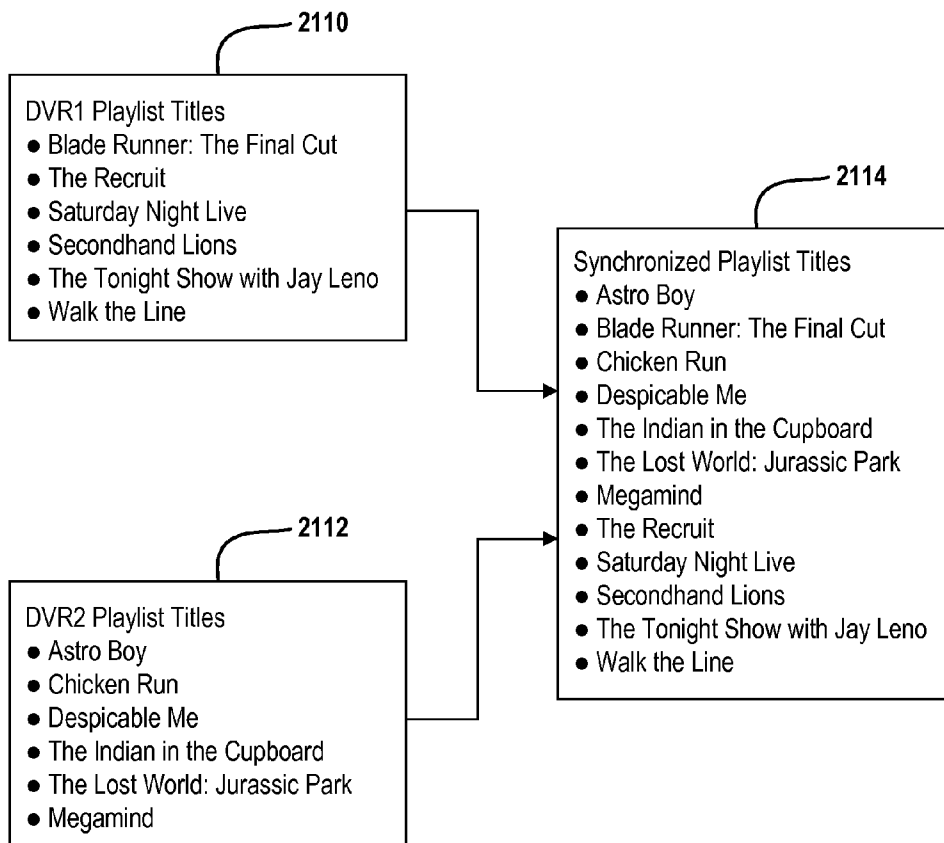 2110
DVR1 Playlist Titles
● Blade Runner: The Final Cut
● The Recruit
● Saturday Night Live
● Secondhand Lions
● The Tonight Show with Jay Leno
● Walk the Line
2112
DVR2 Playlist Titles
● Astro Boy
● Chicken Run
● Despicable Me
● The Indian in the Cupboard
● The Lost World: Jurassic Park
● Megamind
2114
Synchronized Playlist Titles
● Astro Boy
● Blade Runner: The Final Cut
● Chicken Run
● Despicable Me
● The Indian in the Cupboard
● The Lost World: Jurassic Park
● Megamind
● The Recruit
● Saturday Night Live
● Secondhand Lions
● The Tonight Show with Jay Leno
● Walk the Line